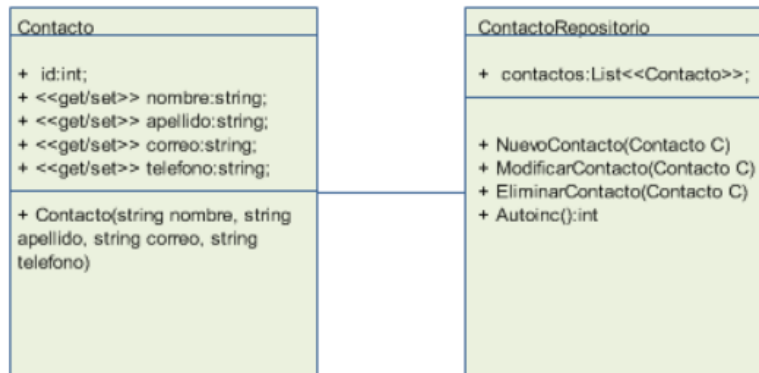 Contacto
+ id:int;
+ <<get/set>> nombre:string;
+ <<get/set>> apellido:string;
+ <<get/set>> correo:string;
+ <<get/set>> telefono:string;
+ Contacto(string nombre, string
apellido, string correo, string
telefono)
ContactoRepositorio
+ contactos:List<<Contacto>>;
+ NuevoContacto(Contacto C)
+ ModificarContacto(Contacto C)
+ EliminarContacto(Contacto C)
+ Autoinc():int